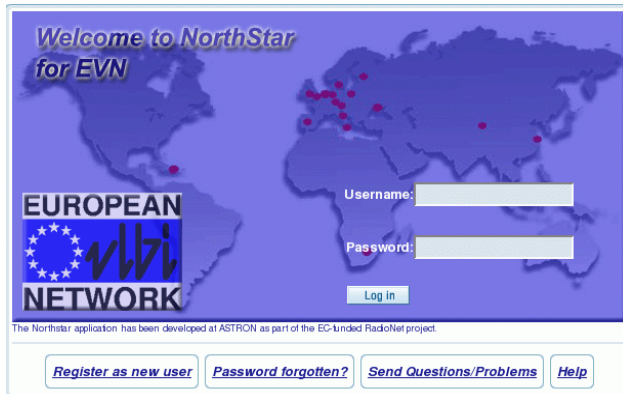 Welcome to NorthStar
for EVN
EUROPEAN
vlbi
NETWORK
Username:
Password:
Log in
The Northstar application has been developed at ASTRON as part of the EC-funded RadioNet project.
Register as new user
Password forgotten?
Send Questions/Problems
Help